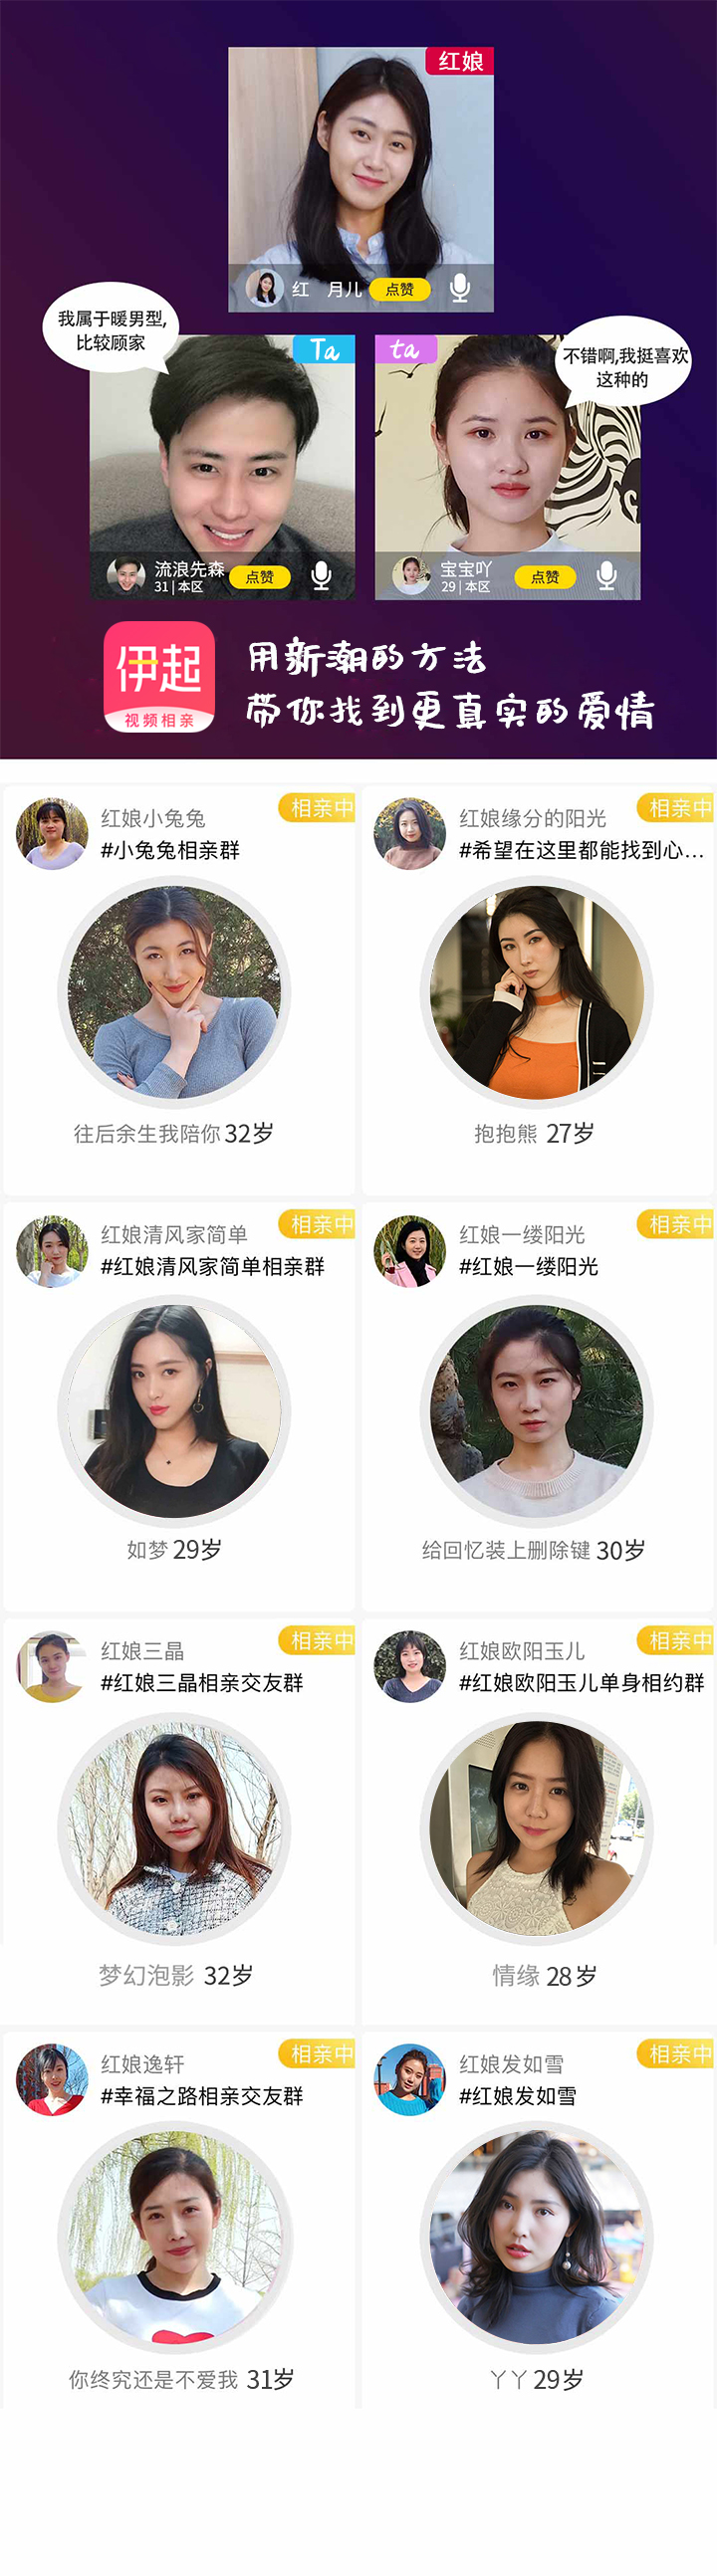 红娘
红 月儿 点赞
我属于暖男型,
比较顾家
Ta
ta
不错啊,我挺喜欢
这种的
流浪先森
31 | 本区
点赞
宝宝吖
29 | 本区
点赞
伊起
视频相亲
用新潮的方法
带你找到更真实的爱情
相亲中
红娘小兔兔
#小兔兔相亲群
往后余生我陪你 32岁
相亲中
红娘缘分的阳光
#希望在这里都能找到心...
抱抱熊 27岁
相亲中
红娘清风家简单
#红娘清风家简单相亲群
如梦 29岁
相亲中
红娘一缕阳光
#红娘一缕阳光
给回忆装上删除键 30岁
相亲中
红娘三晶
#红娘三晶相亲交友群
梦幻泡影 32岁
相亲中
红娘欧阳玉儿
#红娘欧阳玉儿单身相约群
情缘 28岁
相亲中
红娘逸轩
#幸福之路相亲交友群
你终究还是不爱我 31岁
相亲中
红娘发如雪
#红娘发如雪
丫丫 29岁